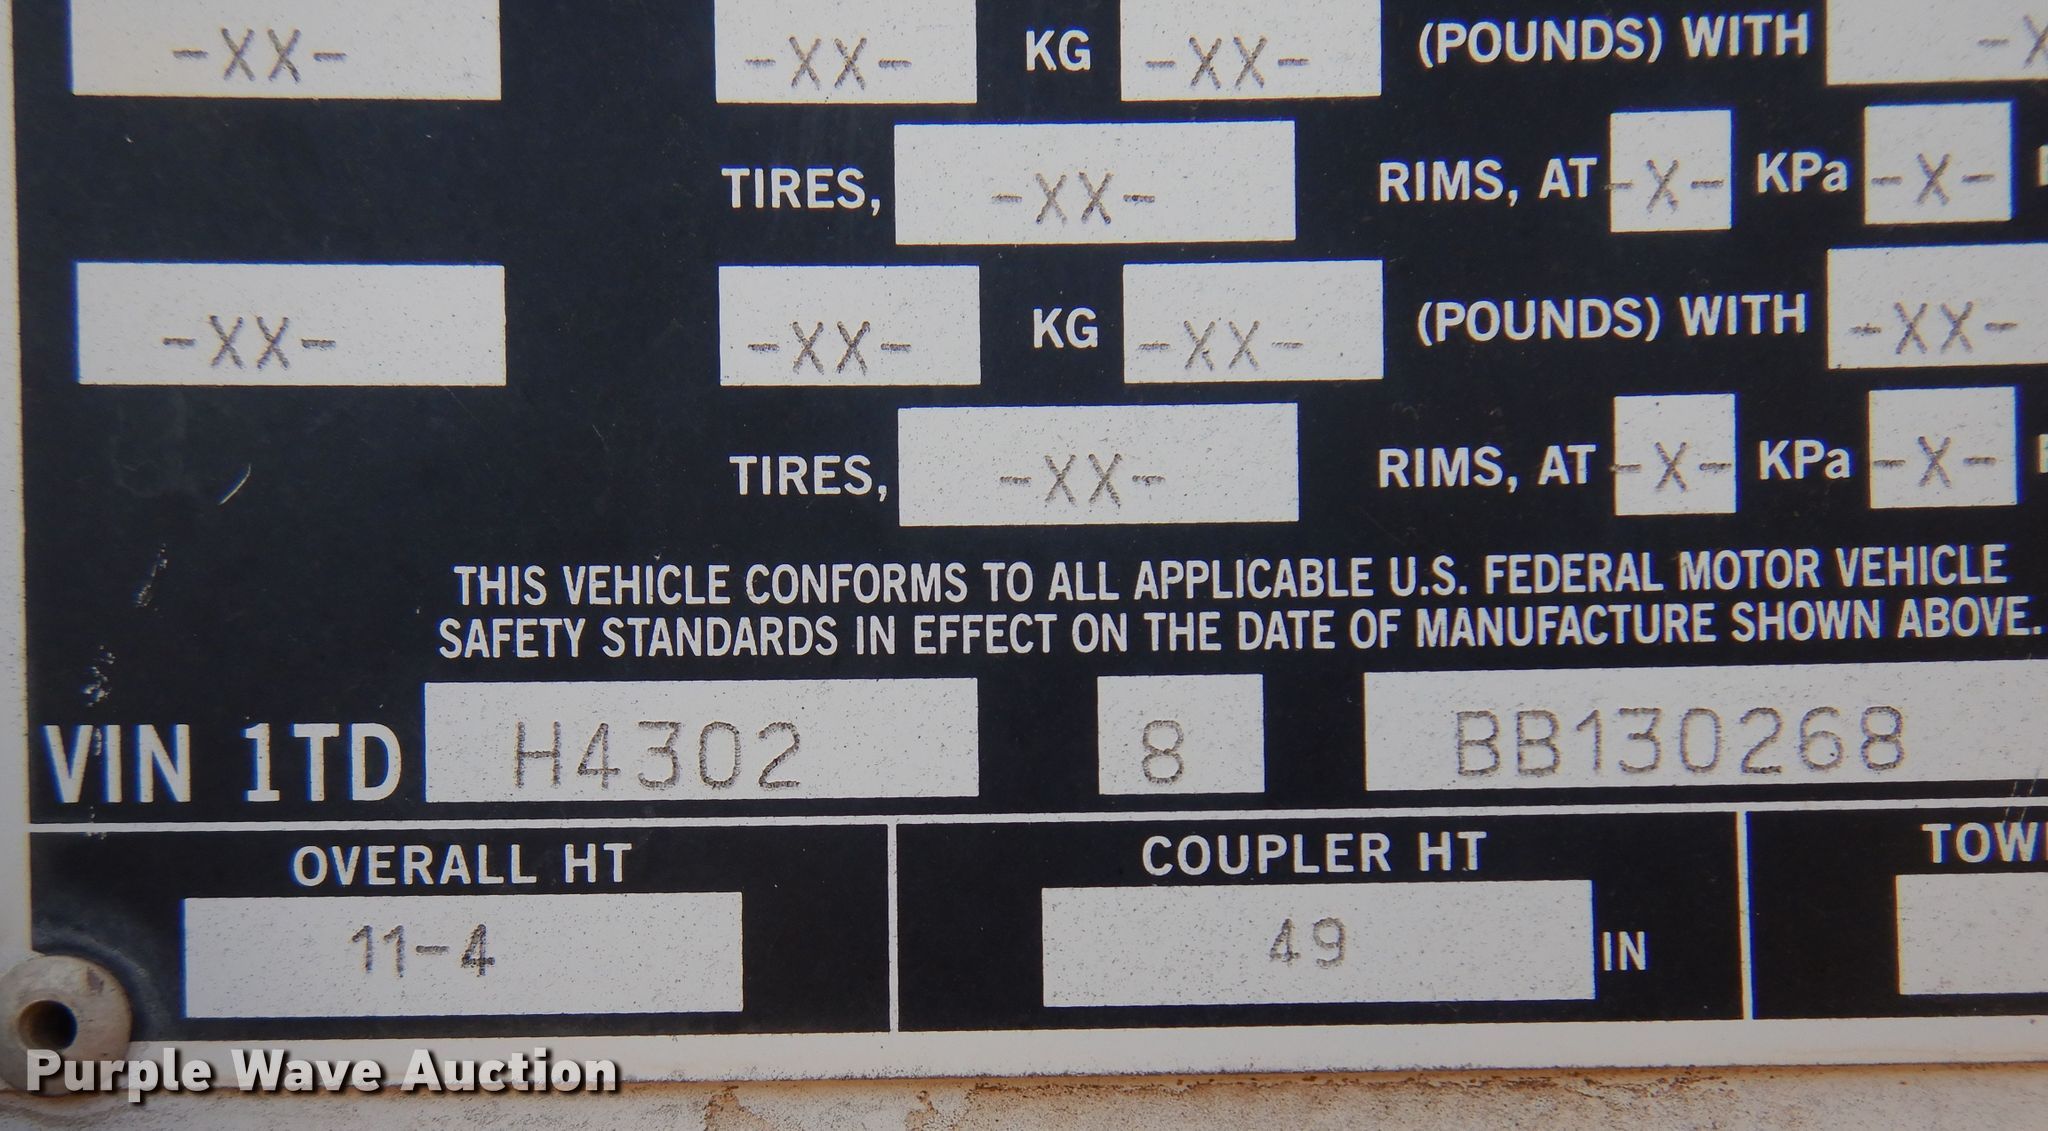 -XX- -XX- KG -XX- (POUNDS) WITH
TIRES, -XX- RIMS, AT -X- KPa -X-
-XX- -XX- KG -XX- (POUNDS) WITH -XX-
TIRES, -XX- RIMS, AT -X- KPa -X-
THIS VEHICLE CONFORMS TO ALL APPLICABLE U.S. FEDERAL MOTOR VEHICLE
SAFETY STANDARDS IN EFFECT ON THE DATE OF MANUFACTURE SHOWN ABOVE.
VIN 1TD H4302 8 BB130268
OVERALL HT COUPLER HT
11-4 49 IN
Purple Wave Auction